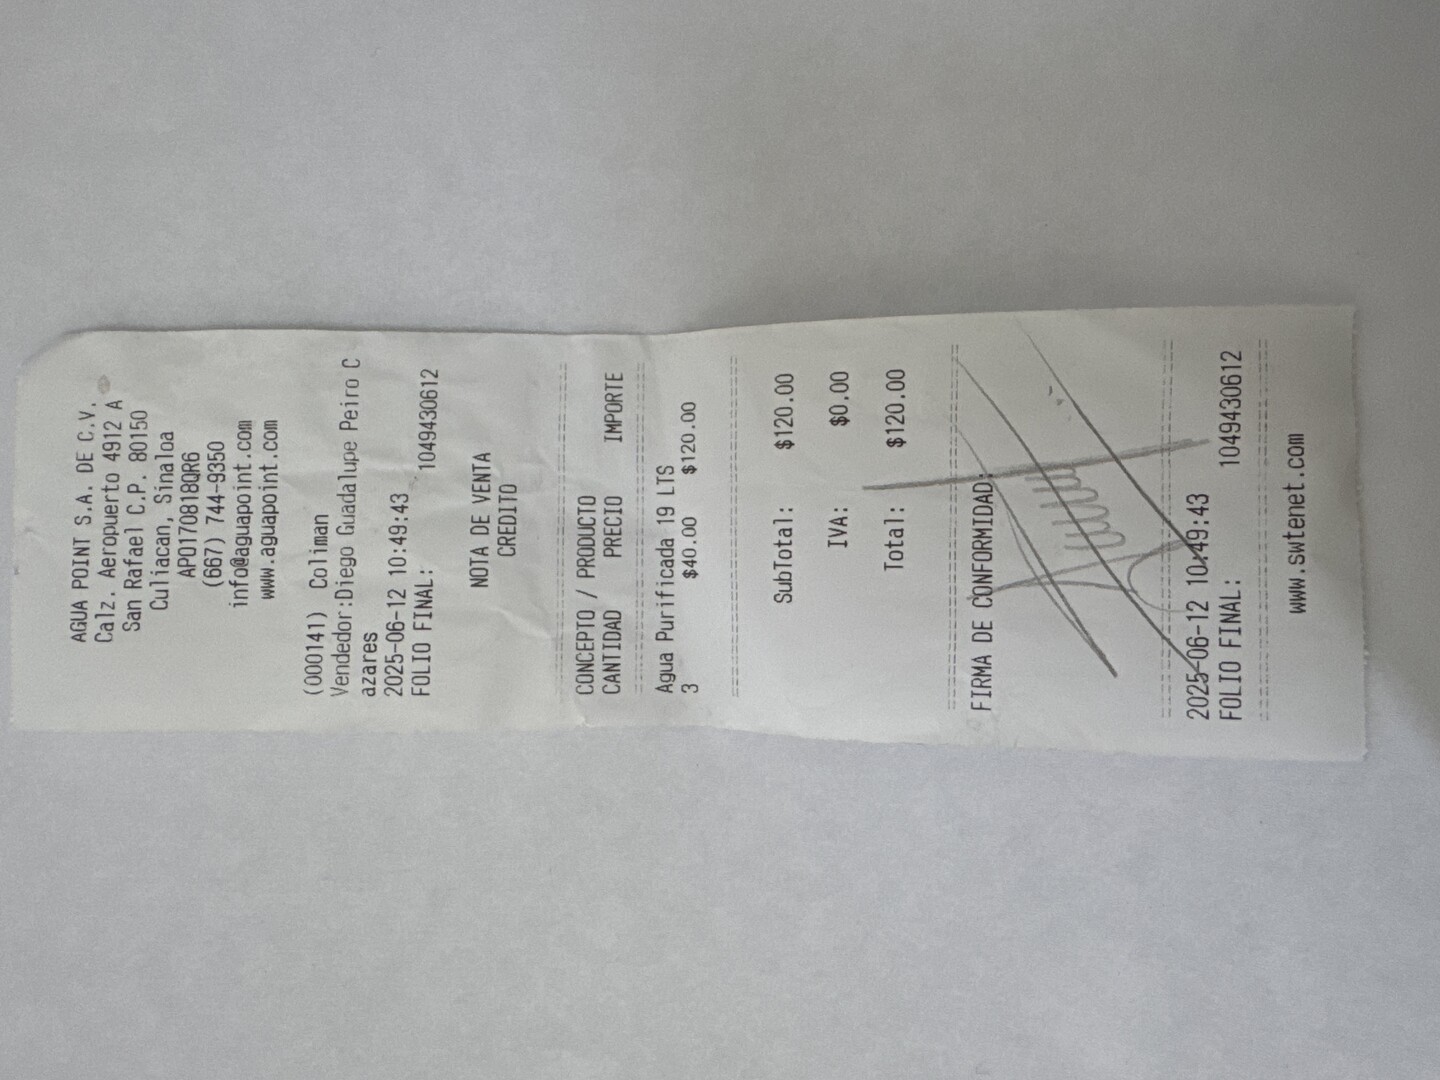 AGUA POINT S.A. DE C.V.
Calz. Aeropuerto 4912 A
San Rafael C.P. 80150
Culiacan, Sinaloa
APO170818QR6
(667) 744-9350
info@aguapoint.com
www.aguapoint.com
(000141) Coliman
Vendedor:Diego Guadalupe Peiro C
azares
2025-06-12 10:49:43
FOLIO FINAL: 1049430612
NOTA DE VENTA
CREDITO
CONCEPTO / PRODUCTO
CANTIDAD PRECIO IMPORTE
Agua Purificada 19 LTS
3 $40.00 $120.00
SubTotal: $120.00
IVA: $0.00
Total: $120.00
FIRMA DE CONFORMIDAD:
2025-06-12 10:49:43
FOLIO FINAL: 1049430612
www.swtenet.com